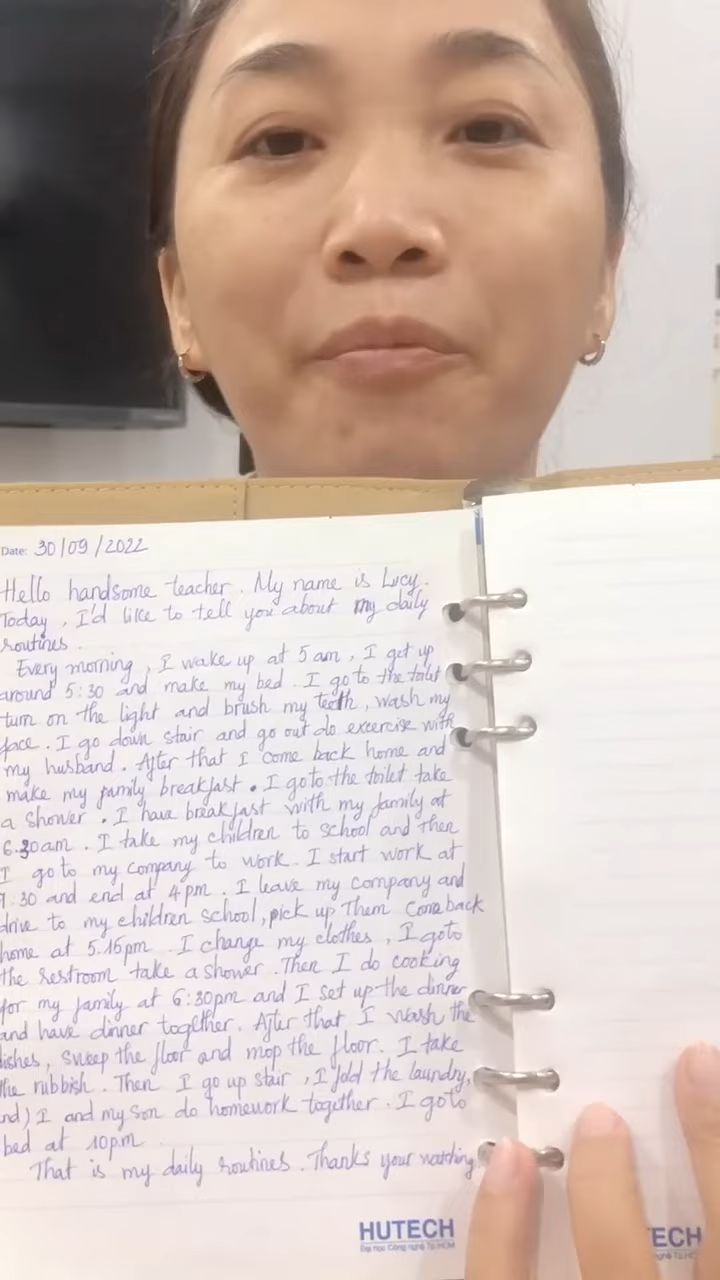 Date: 30/09/2022
Hello handsome teacher. My name is Lucy.
Today, I'd like to tell you about my daily
routines.
Every morning, I wake up at 5 am, I get up
around 5:30 and make my bed. I go to the toilet
turn on the light and brush my teeth, wash my
face. I go down stair and go out do excercise with
my husband. After that I come back home and
make my family breakfast. I go to the toilet take
a shower. I have breakfast with my family at
6.30am. I take my children to school and then
I go to my company to work. I start work at
7:30 and end at 4pm. I leave my company and
drive to my children school, pick up Them come back
home at 5.15pm. I change my clothes, I go to
the restroom take a shower. Then I do cooking
for my family at 6:30pm and I set up the dinner
and have dinner together. After that I wash the
dishes, sweep the floor and mop the floor. I take
the rubbish. Then I go up stair, I fold the laundry,
and) I and my son do homework together. I go to
bed at 10p.m
That is my daily routines. Thanks your watching
HUTECH
Đại học Công nghệ Tp.HCM
TECH